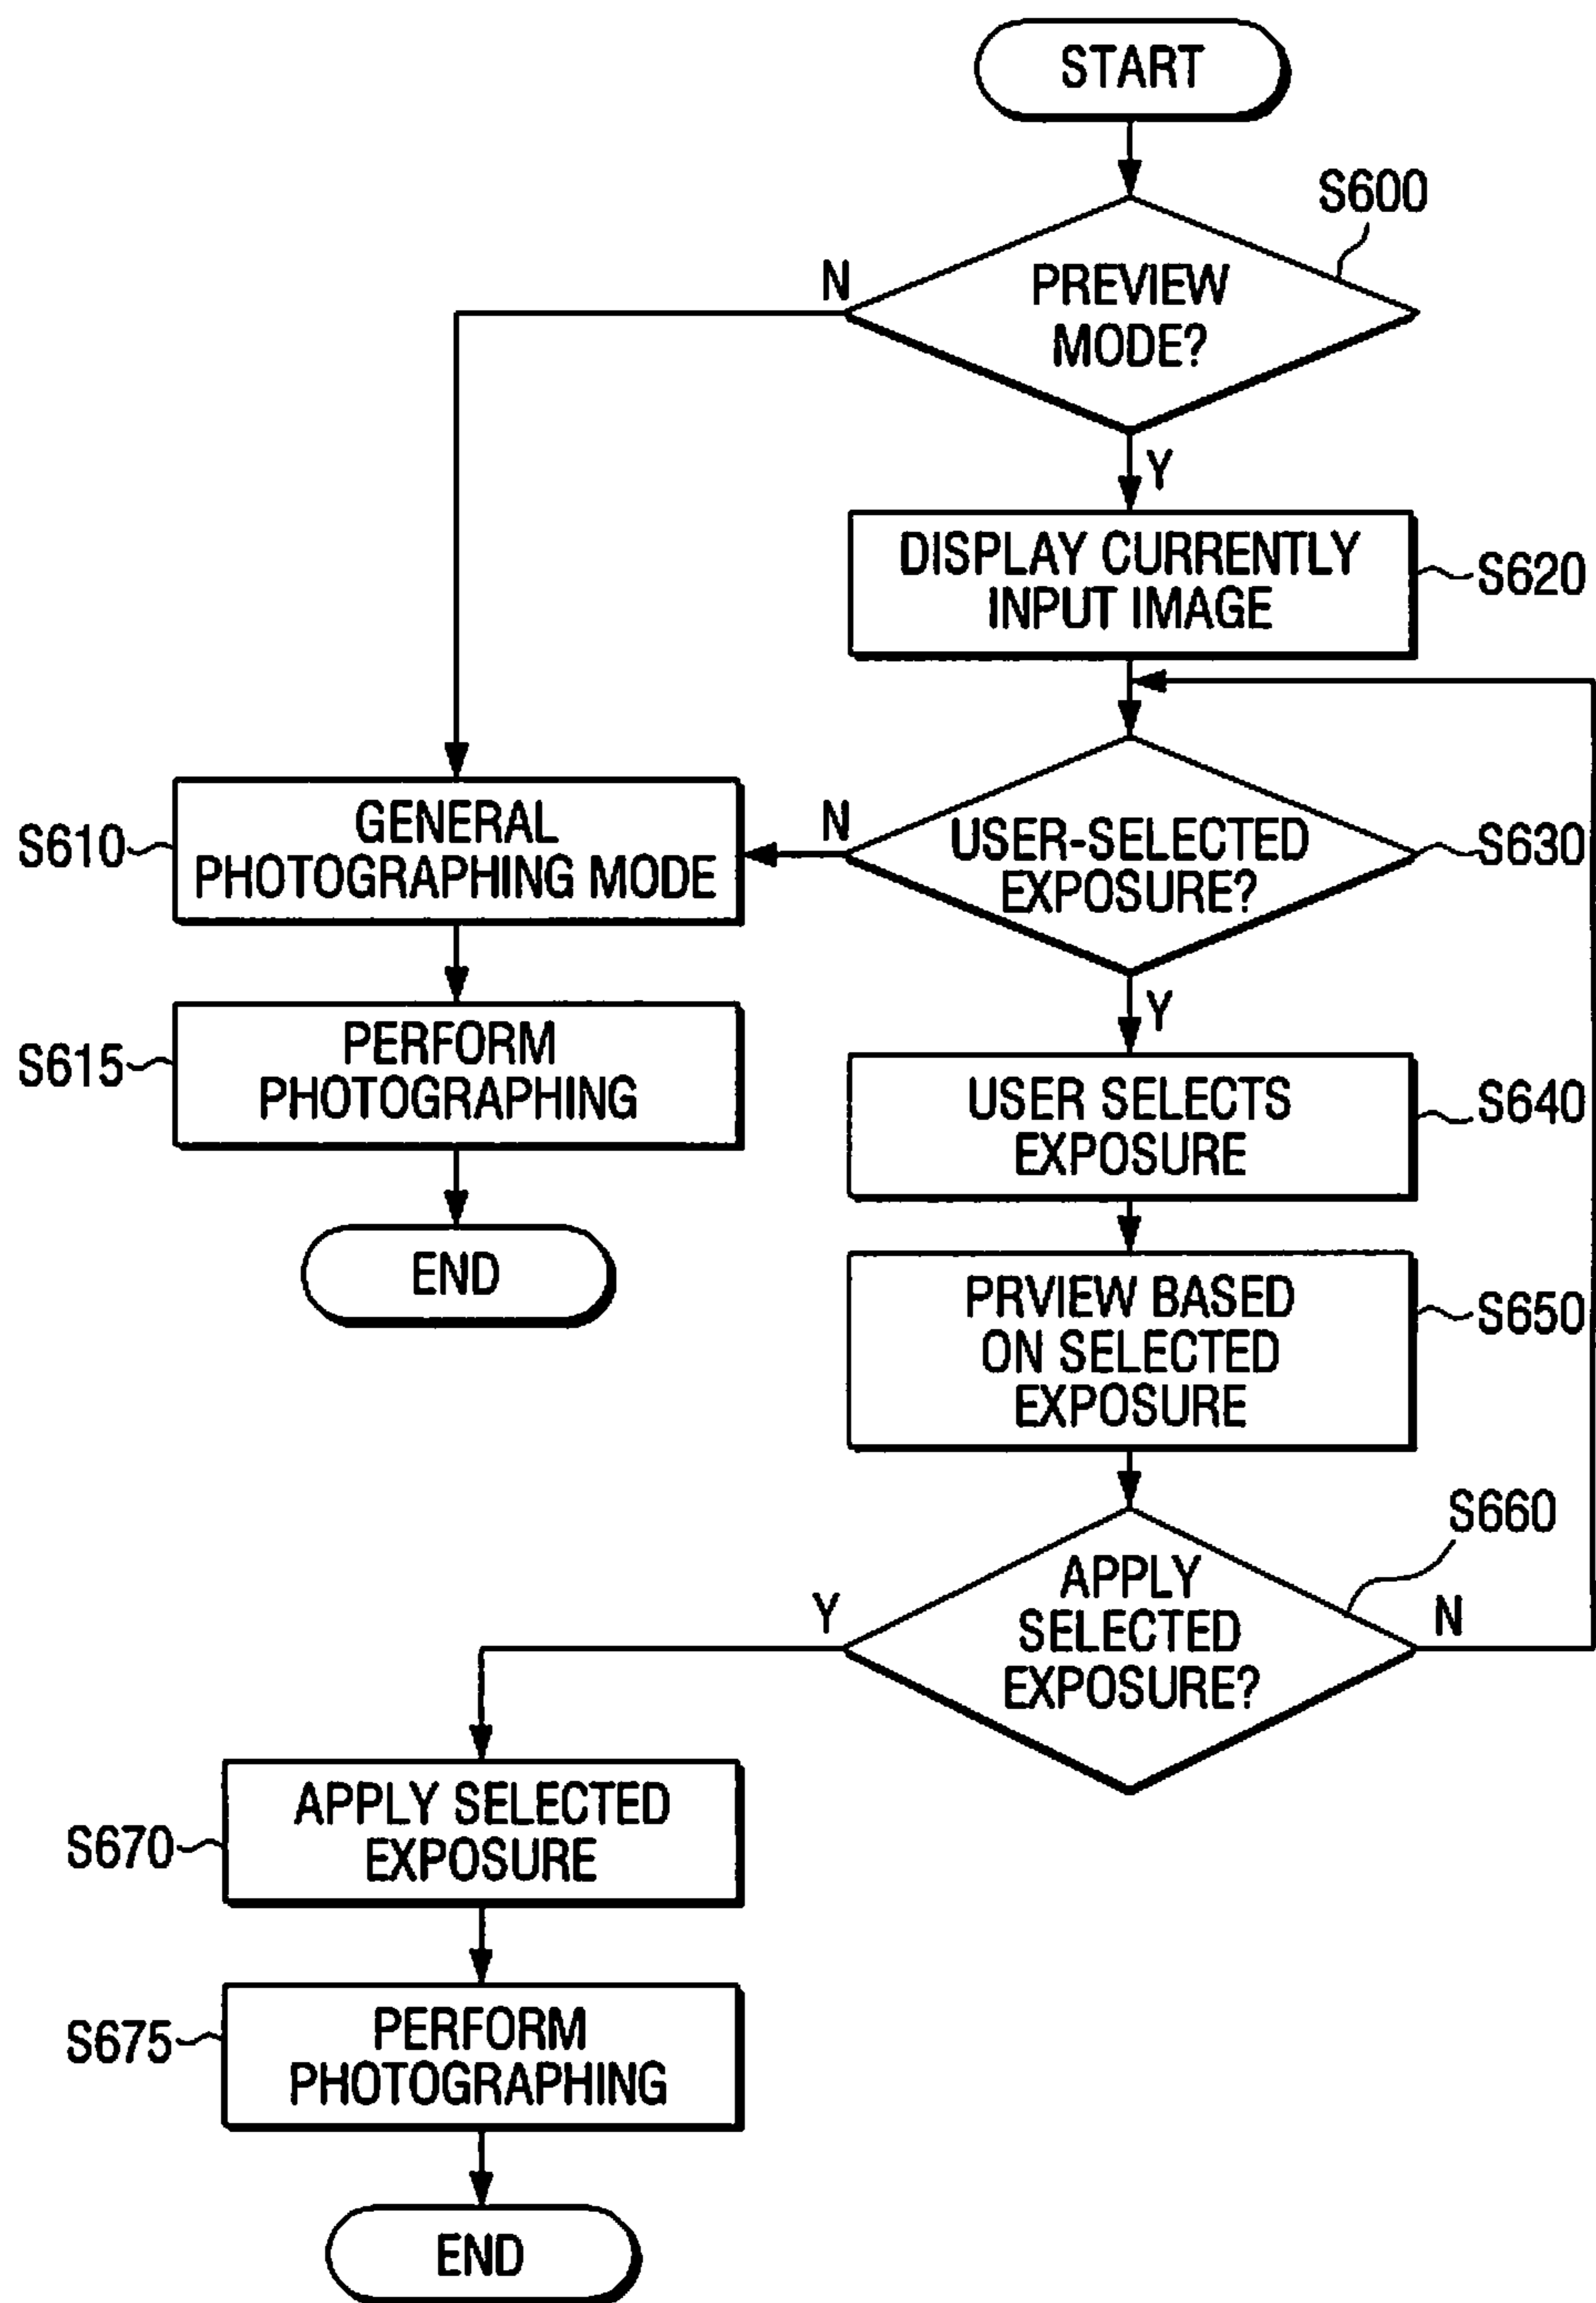 START
S600
N
PREVIEW
MODE?
Y
DISPLAY CURRENTLY
INPUT IMAGE
S620
S610
GENERAL
PHOTOGRAPHING MODE
N
USER-SELECTED
EXPOSURE?
S630
Y
S615
PERFORM
PHOTOGRAPHING
USER SELECTS
EXPOSURE
S640
END
PRVIEW BASED
ON SELECTED
EXPOSURE
S650
S660
Y
APPLY
SELECTED
EXPOSURE?
N
S670
APPLY SELECTED
EXPOSURE
S675
PERFORM
PHOTOGRAPHING
END